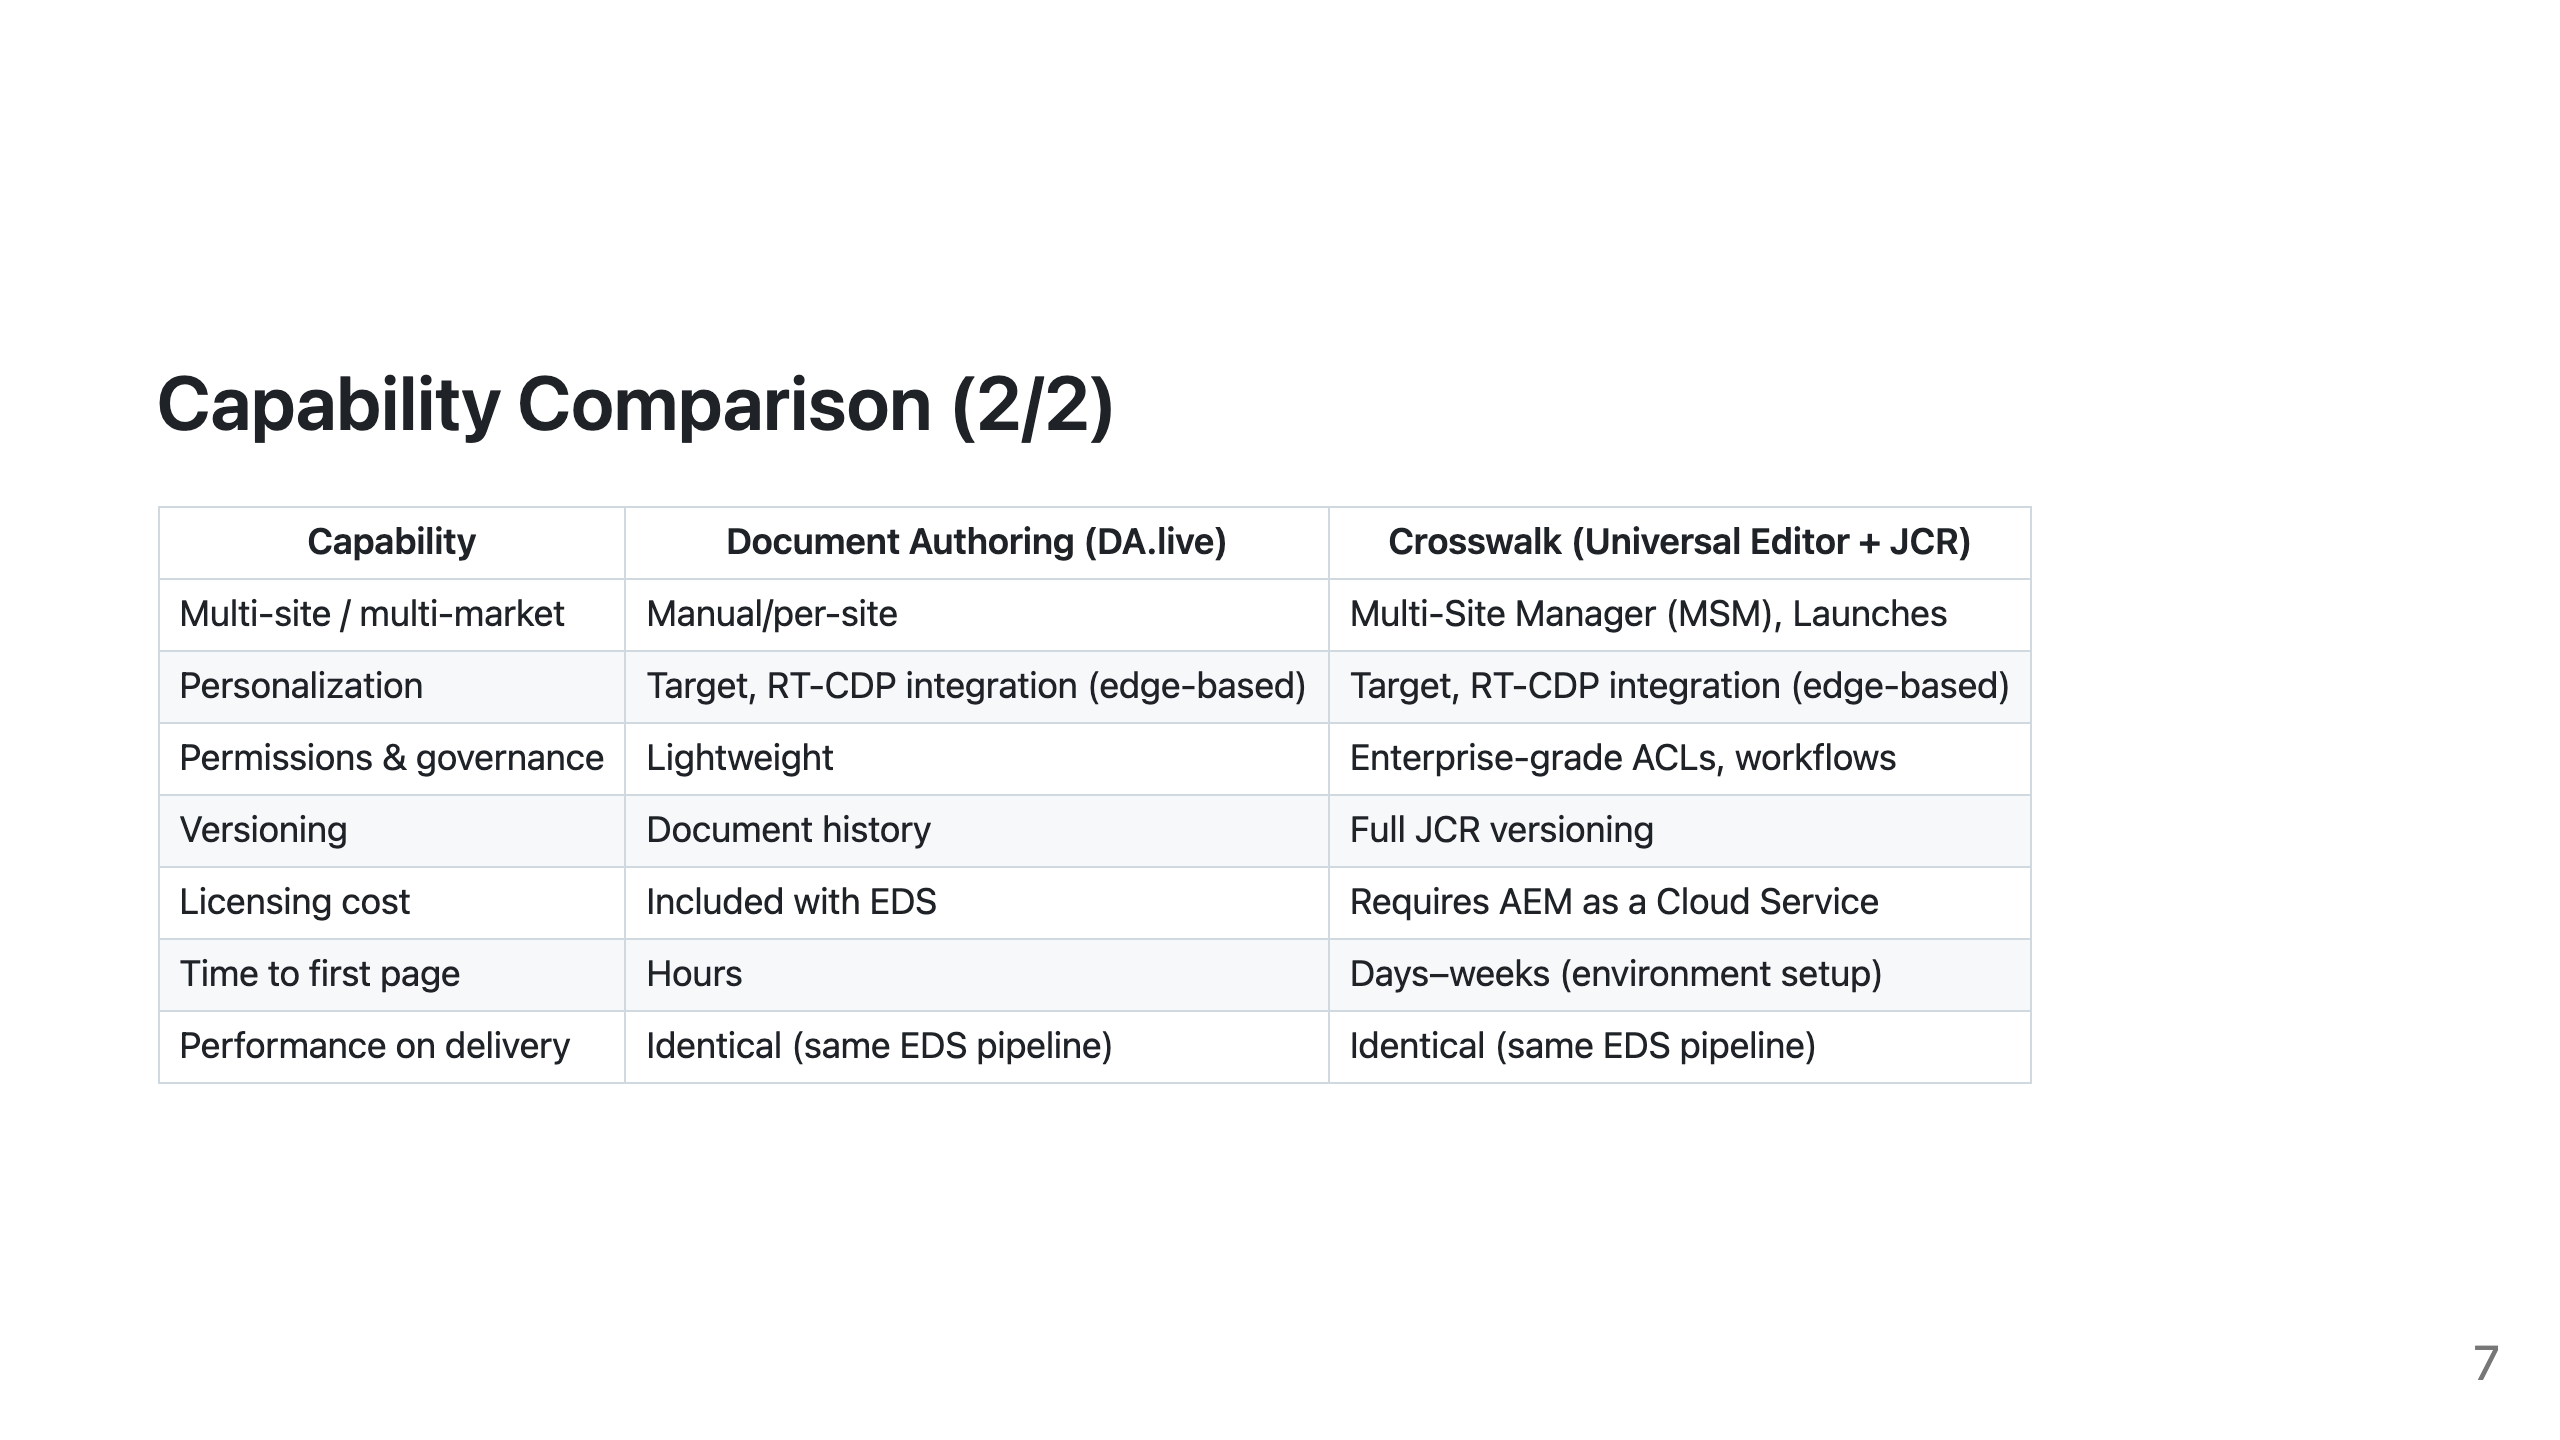 Capability Comparison (2/2)
Capability Document Authoring (DA.live) Crosswalk (Universal Editor + JCR)
Multi-site / multi-market Manual/per-site Multi-Site Manager (MSM), Launches
Personalization Target, RT-CDP integration (edge-based) Target, RT-CDP integration (edge-based)
Permissions & governance Lightweight Enterprise-grade ACLs, workflows
Versioning Document history Full JCR versioning
Licensing cost Included with EDS Requires AEM as a Cloud Service
Time to first page Hours Days–weeks (environment setup)
Performance on delivery Identical (same EDS pipeline) Identical (same EDS pipeline)
7